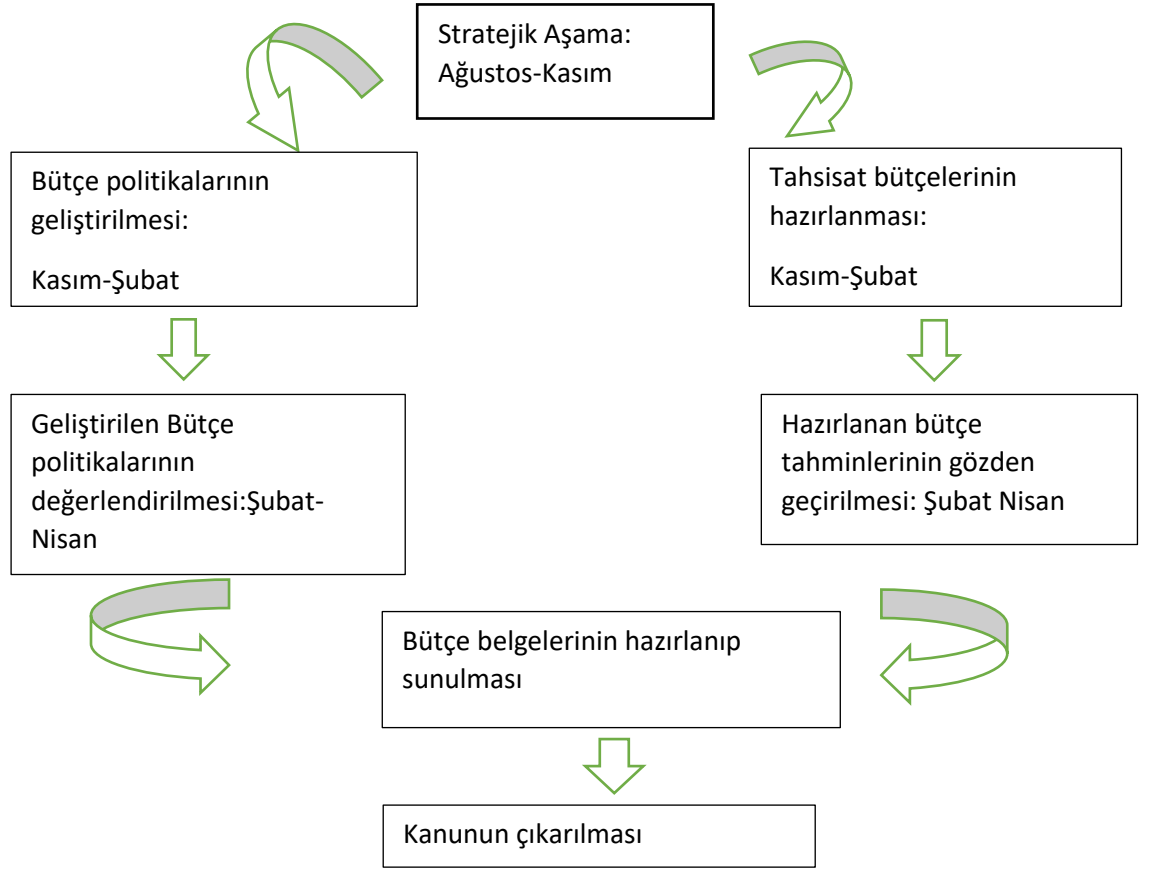 Stratejik Aşama:
Ağustos-Kasım
Bütçe politikalarının
geliştirilmesi:
Kasım-Şubat
Tahsisat bütçelerinin
hazırlanması:
Kasım-Şubat
Geliştirilen Bütçe
politikalarının
değerlendirilmesi:Şubat-
Nisan
Hazırlanan bütçe
tahminlerinin gözden
geçirilmesi: Şubat Nisan
Bütçe belgelerinin hazırlanıp
sunulması
Kanunun çıkarılması